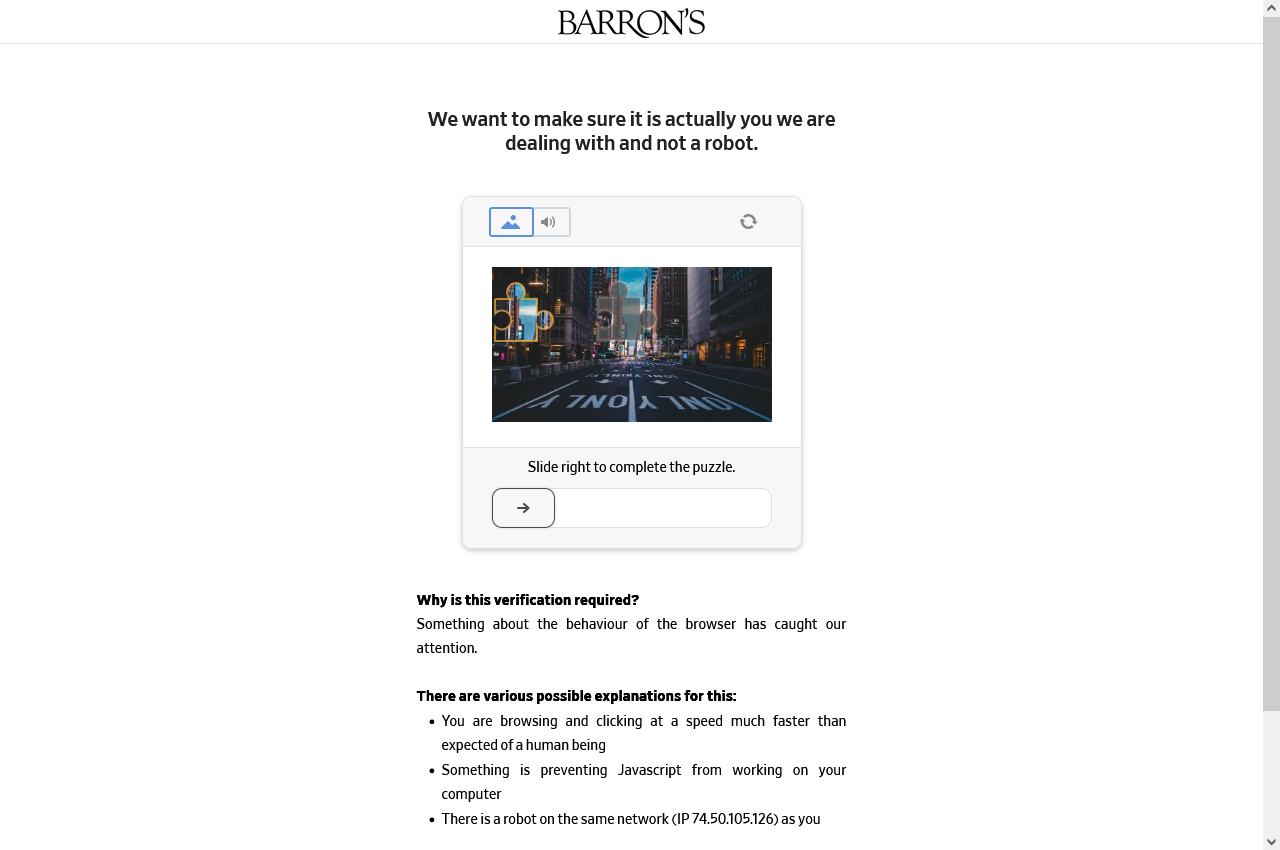 BARRON'S
We want to make sure it is actually you we are
dealing with and not a robot.
ONLY ONLY
ONLY ONLY
Slide right to complete the puzzle.
Why is this verification required?
Something about the behaviour of the browser has caught our
attention.
There are various possible explanations for this:
• You are browsing and clicking at a speed much faster than
expected of a human being
• Something is preventing Javascript from working on your
computer
• There is a robot on the same network (IP 74.50.105.126) as you